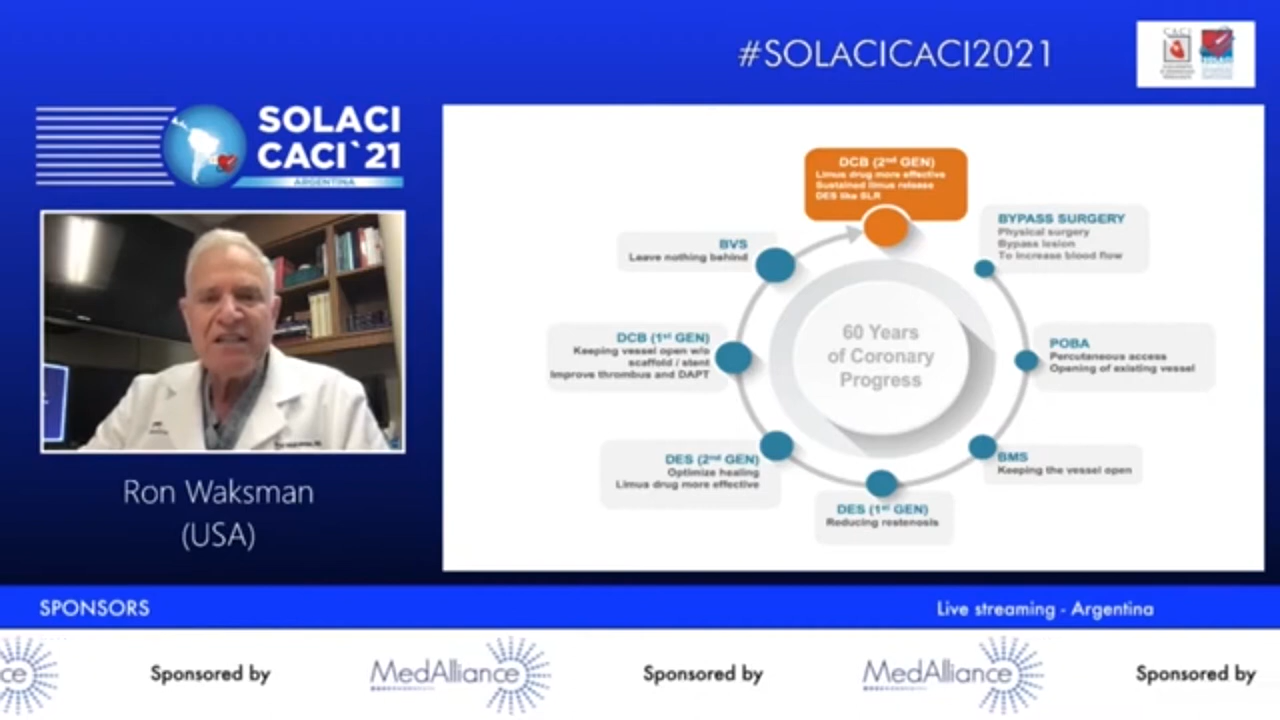 #SOLACICACI2021
CACI
SOLACI
CACI`21
ARGENTINA
Ron Waksman
(USA)
DCB (2nd GEN)
Limus drug more effective
Sustained limus release
DES like SLR
BYPASS SURGERY
Physical surgery
Bypass lesion
To increase blood flow
POBA
Percutaneous access
Opening of existing vessel
BMS
Keeping the vessel open
DES (1st GEN)
Reducing restenosis
DES (2nd GEN)
Optimize healing
Limus drug more effective
DCB (1st GEN)
Keeping vessel open w/o
scaffold / stent
Improve thrombus and DAPT
BVS
Leave nothing behind
60 Years
of Coronary
Progress
SPONSORS
Live streaming - Argentina
ce
Sponsored by
MedAlliance
Sponsored by
MedAlliance
Sponsored by